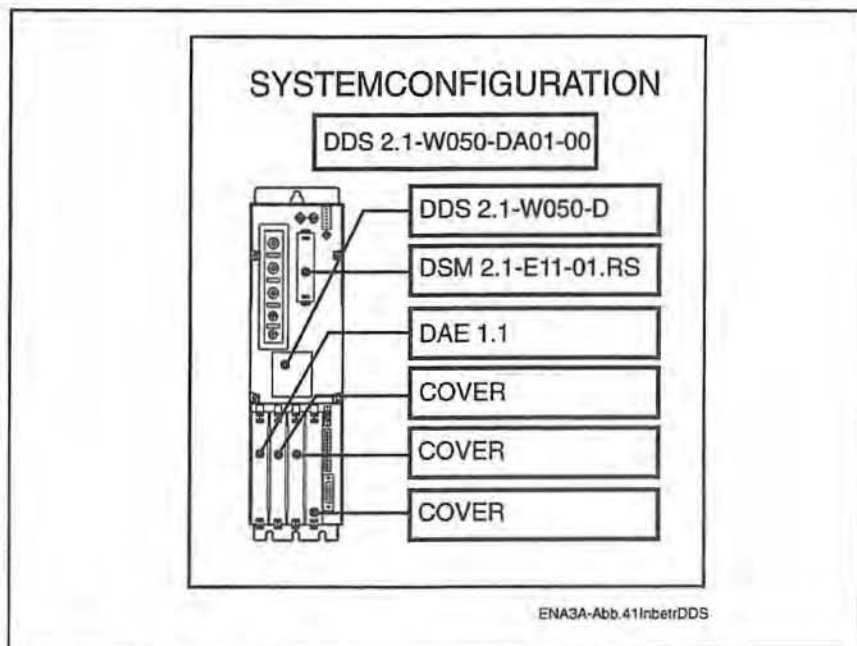 SYSTEMCONFIGURATION
DDS 2.1-W050-DA01-00
DDS 2.1-W050-D
DSM 2.1-E11-01.RS
DAE 1.1
COVER
COVER
COVER
ENA3A-Abb.41InbetrDDS